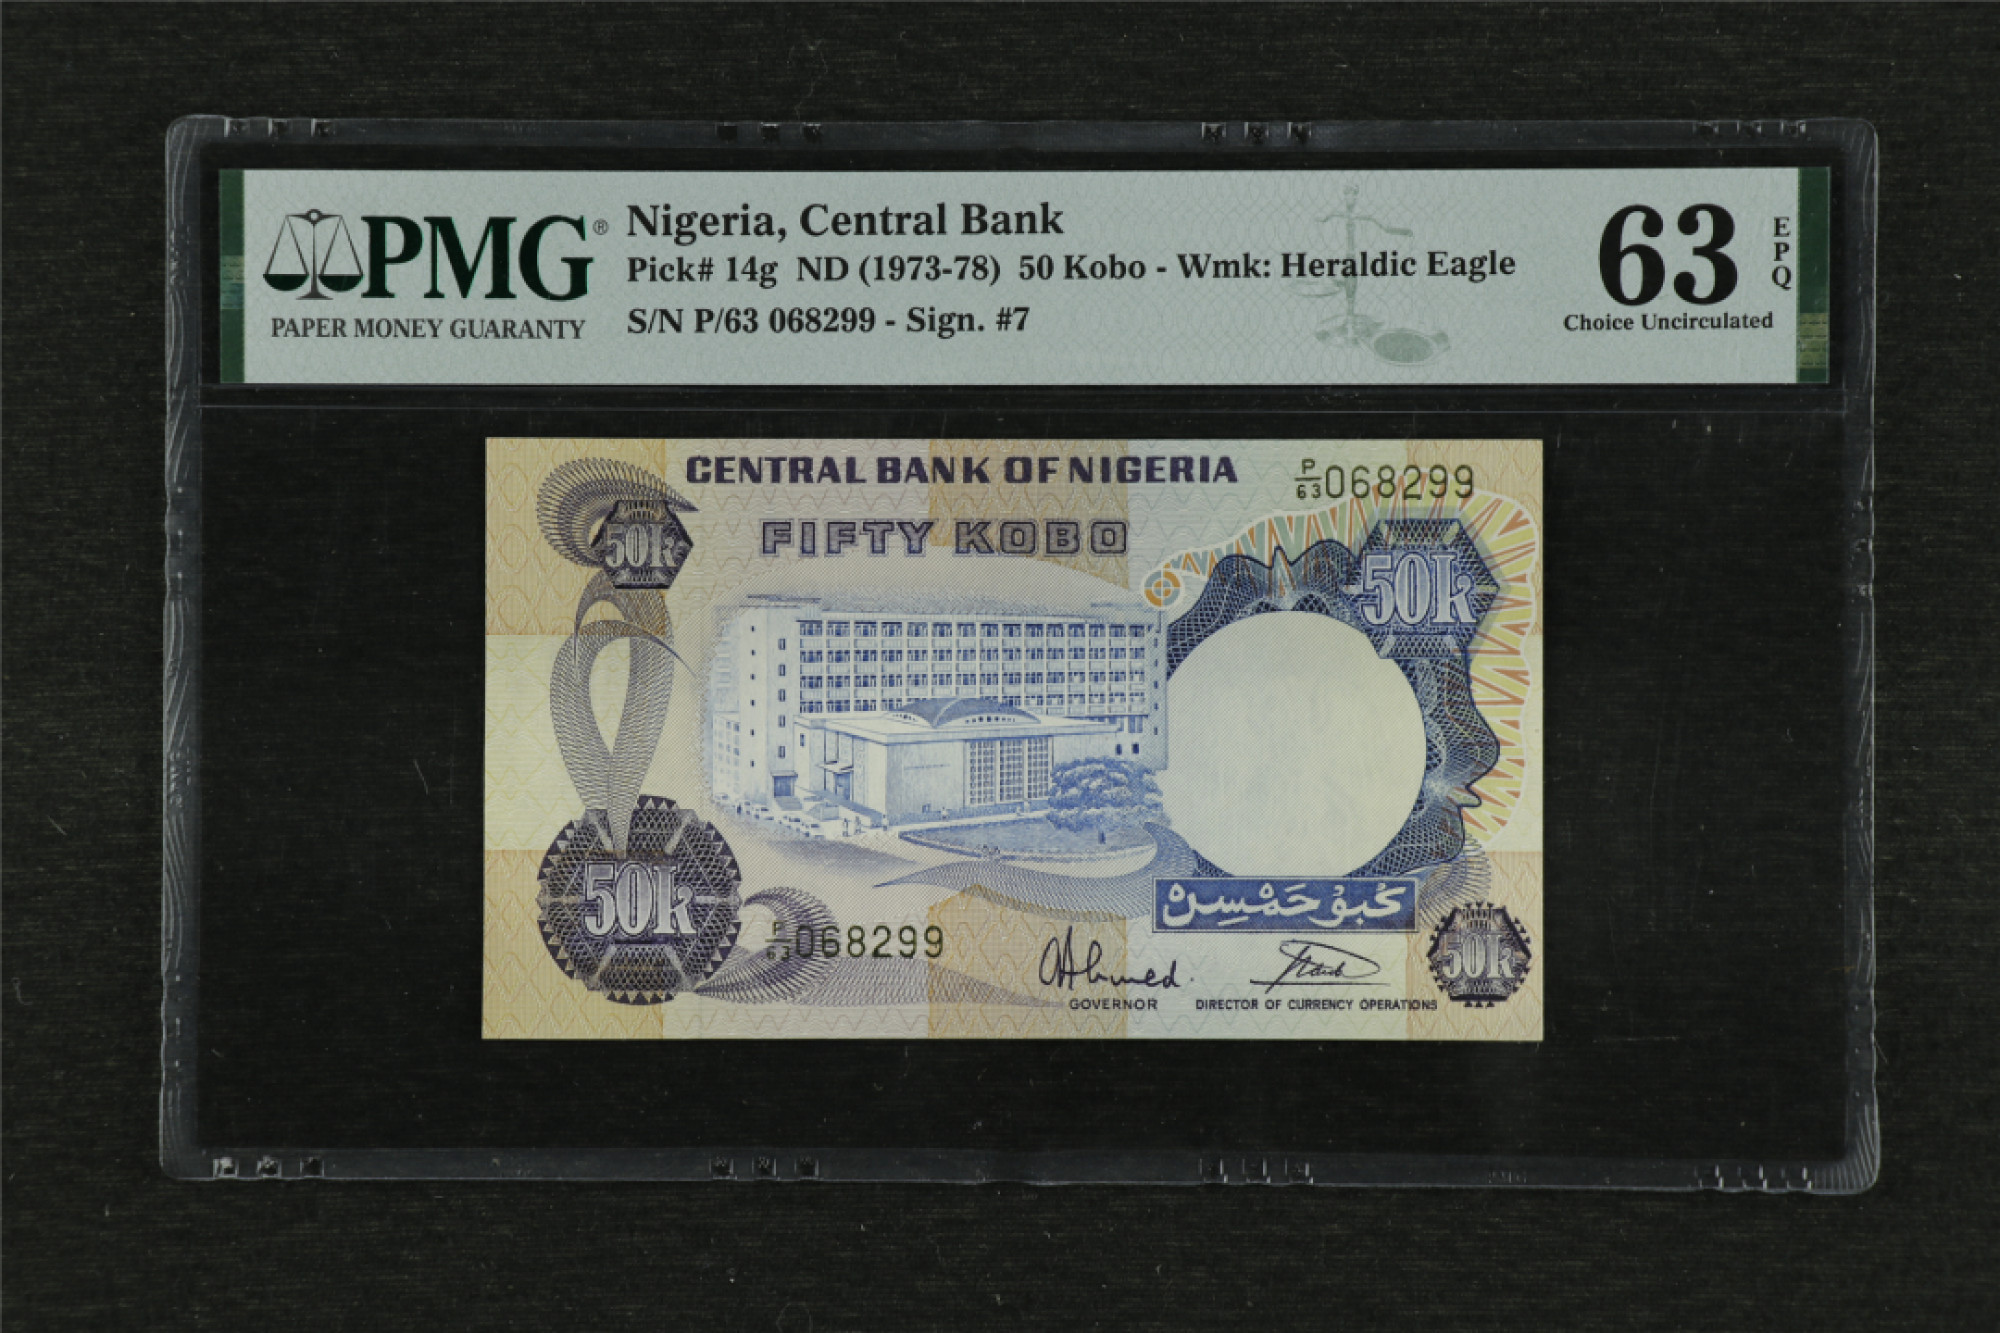 PMG®
PAPER MONEY GUARANTY
Nigeria, Central Bank
Pick# 14g ND (1973-78) 50 Kobo - Wmk: Heraldic Eagle
S/N P/63 068299 - Sign. #7
63
EPQ
Choice Uncirculated
CENTRAL BANK OF NIGERIA
P/63 068299
FIFTY KOBO
50k
50k
50k
كُبُوْ حَمْسِنْ
50k
P/63 068299
Ahmed
GOVERNOR
DIRECTOR OF CURRENCY OPERATIONS